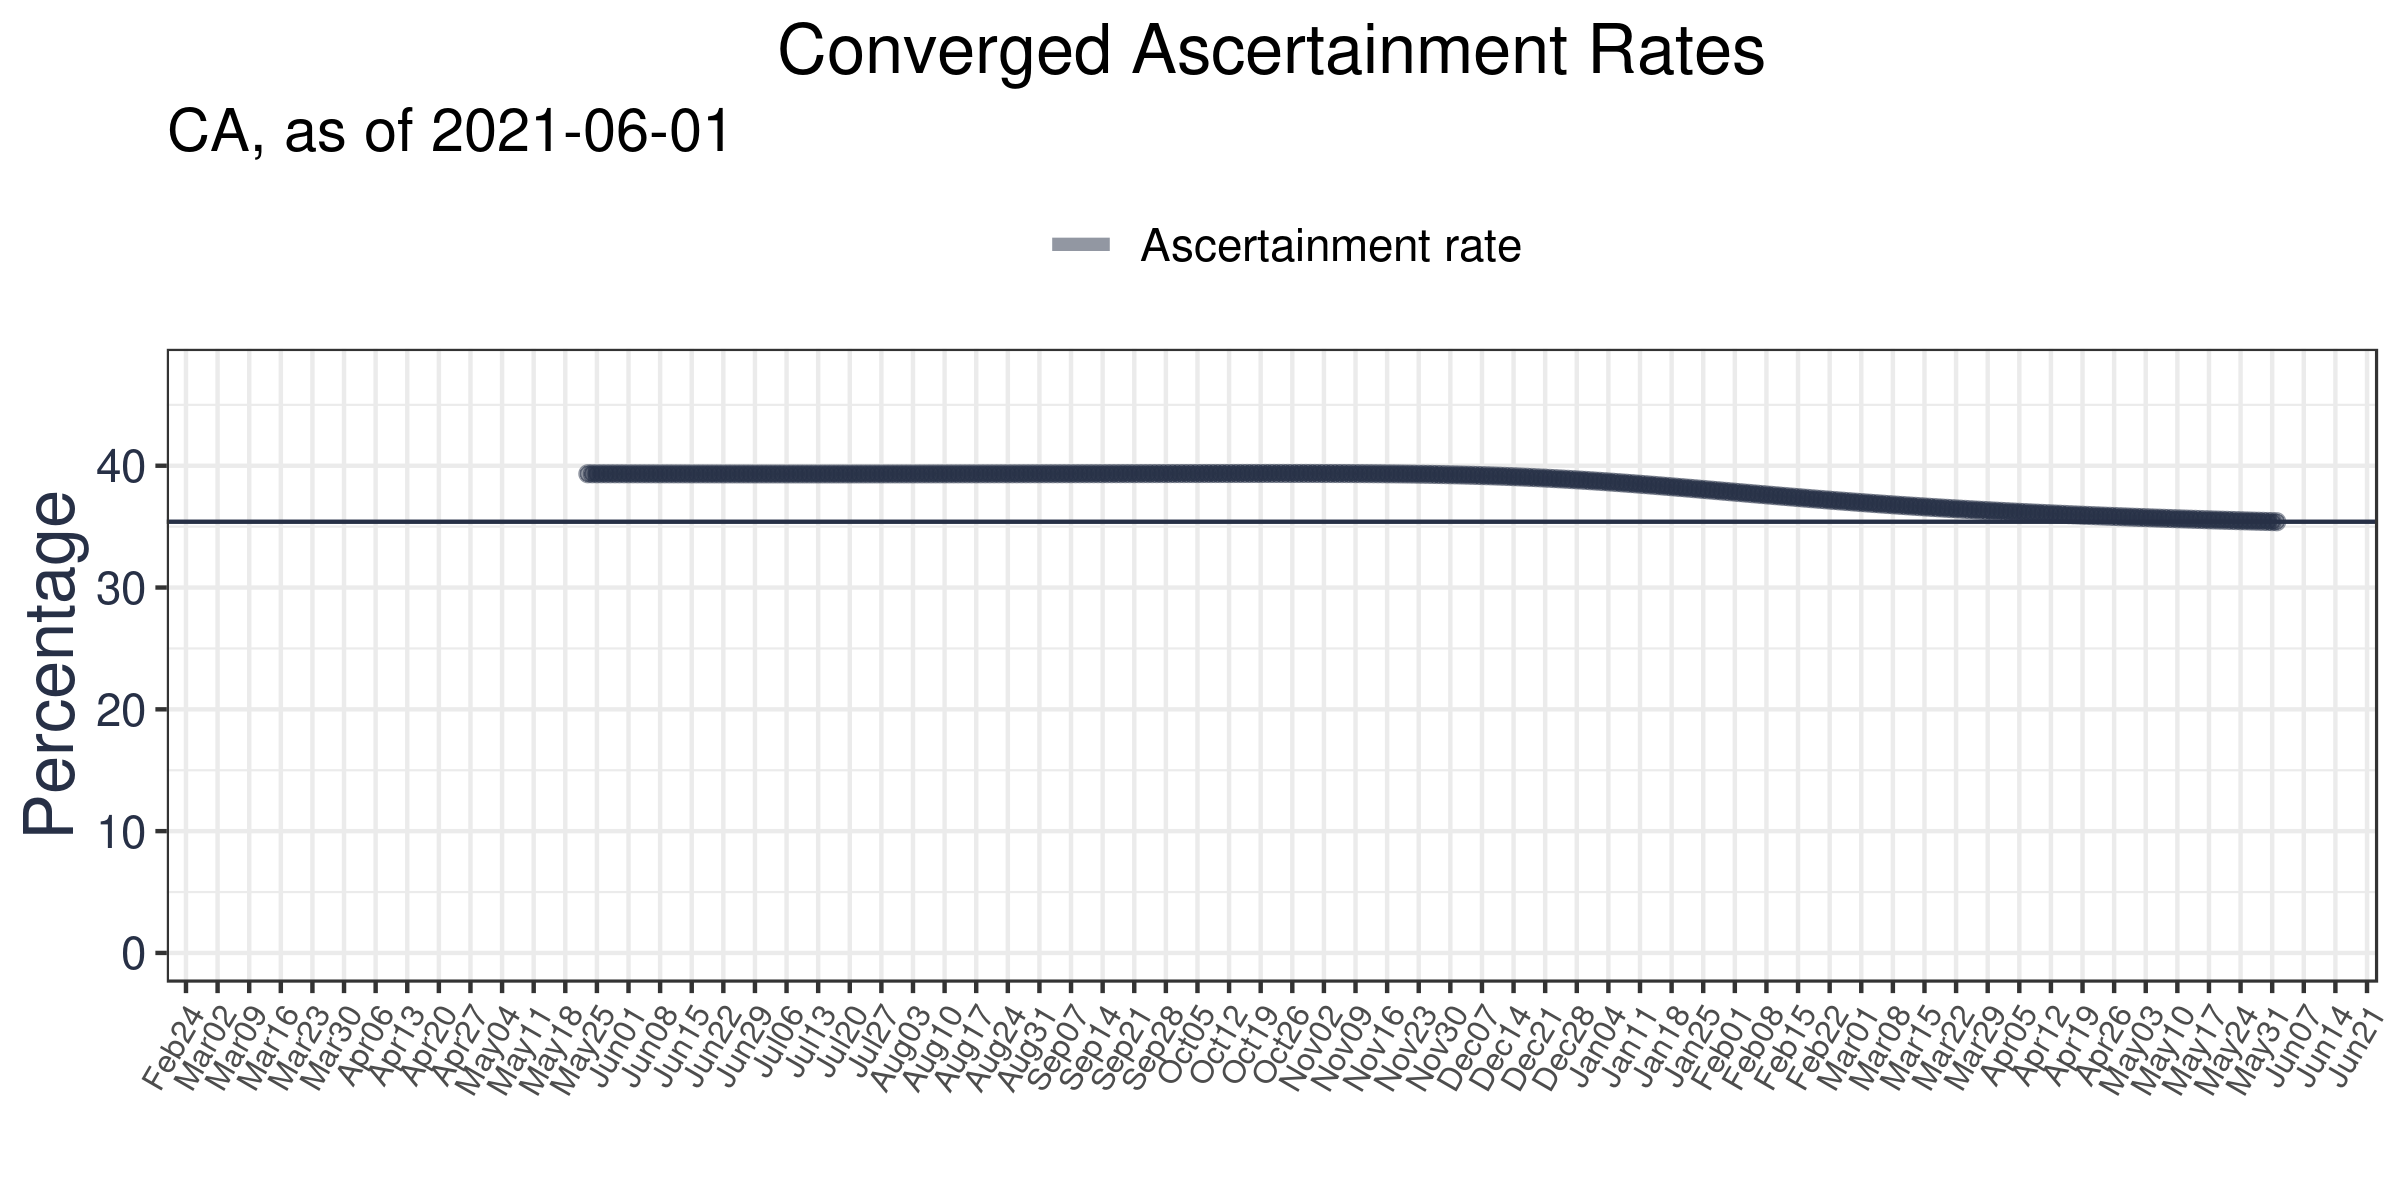 Converged Ascertainment Rates
CA, as of 2021-06-01
Ascertainment rate
Percentage
40
30
20
10
0
Feb24
Mar02
Mar09
Mar16
Mar23
Mar30
Apr06
Apr13
Apr20
Apr27
May04
May11
May18
May25
Jun01
Jun08
Jun15
Jun22
Jun29
Jul06
Jul13
Jul20
Jul27
Aug03
Aug10
Aug17
Aug24
Aug31
Sep07
Sep14
Sep21
Sep28
Oct05
Oct12
Oct19
Oct26
Nov02
Nov09
Nov16
Nov23
Nov30
Dec07
Dec14
Dec21
Dec28
Jan04
Jan11
Jan18
Jan25
Feb01
Feb08
Feb15
Feb22
Mar01
Mar08
Mar15
Mar22
Mar29
Apr05
Apr12
Apr19
Apr26
May03
May10
May17
May24
May31
Jun07
Jun14
Jun21